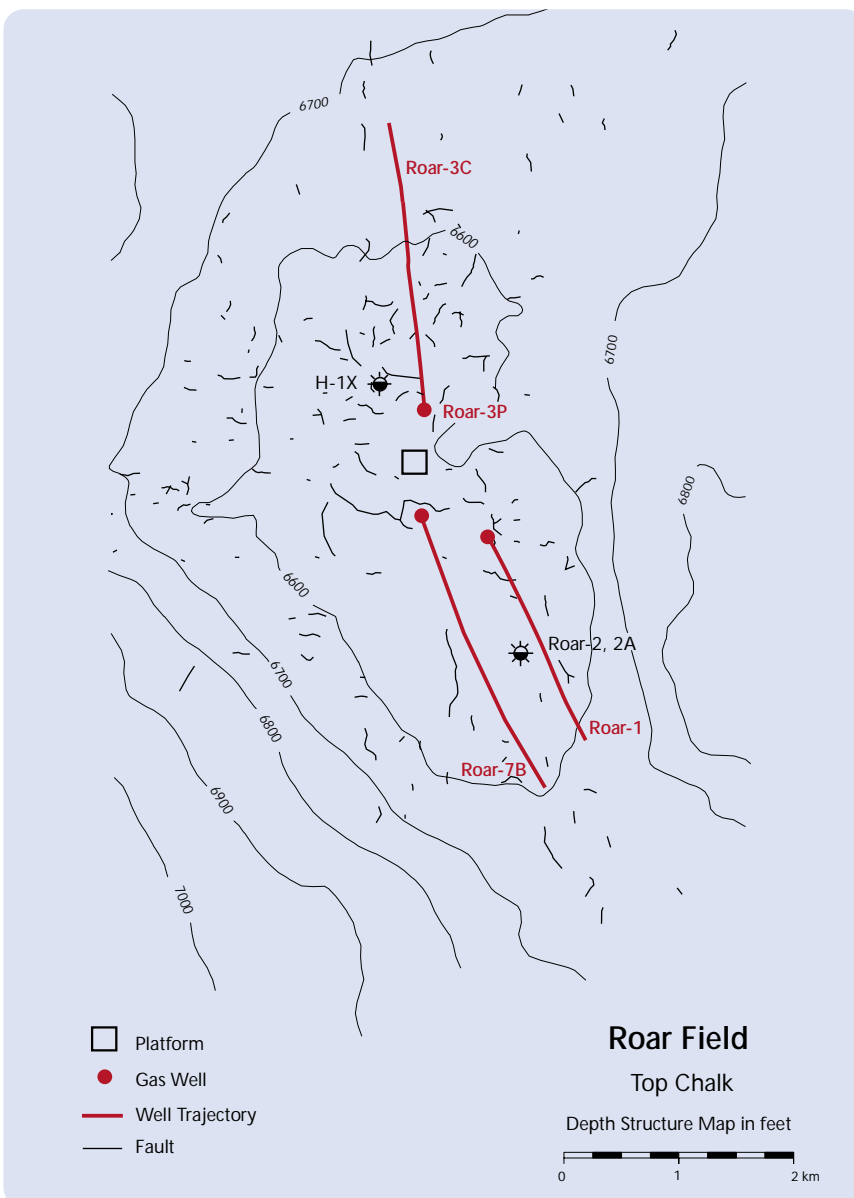 6700
Roar-3C
6600
6700
H-1X
Roar-3P
6800
6600
Roar-2, 2A
6700
6800
Roar-1
Roar-7B
6900
7000
Platform
Gas Well
Well Trajectory
Fault
Roar Field
Top Chalk
Depth Structure Map in feet
0 1 2 km